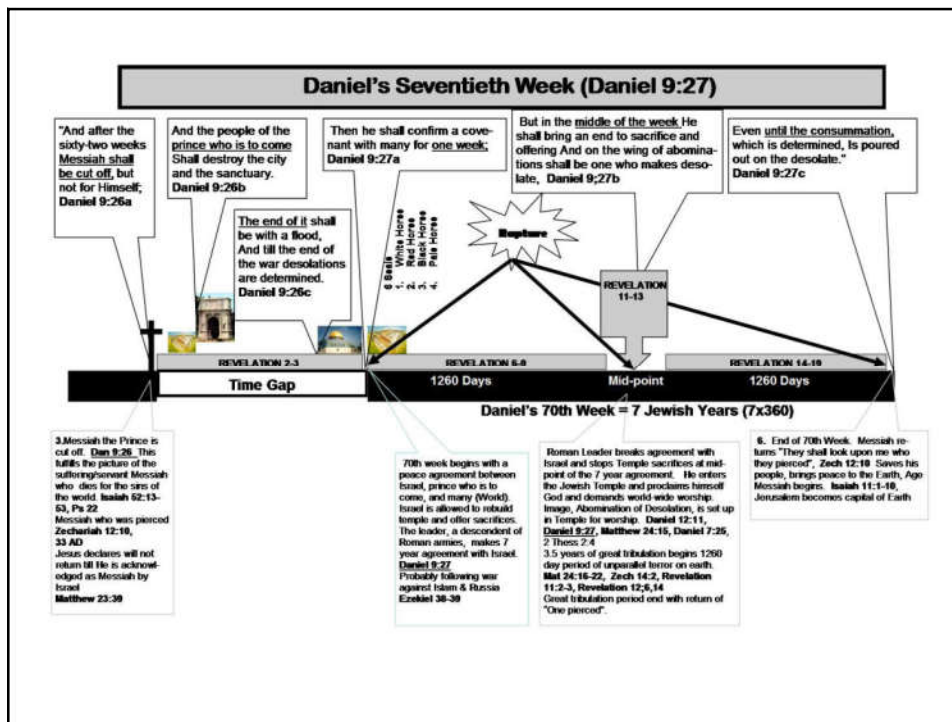 Daniel's Seventieth Week (Daniel 9:27)
"And after the
sixty-two weeks
Messiah shall
be cut off, but
not for Himself;
Daniel 9:26a
And the people of the
prince who is to come
Shall destroy the city
and the sanctuary.
Daniel 9:26b
The end of it shall
be with a flood,
And till the end of
the war desolations
are determined.
Daniel 9:26c
Then he shall confirm a cove-
nant with many for one week;
Daniel 9:27a
But in the middle of the week He
shall bring an end to sacrifice and
offering And on the wing of abomina-
tions shall be one who makes deso-
late, Daniel 9;27b
Even until the consummation,
which is determined, Is poured
out on the desolate."
Daniel 9:27c
6 Seals
1. White Horse
2. Red Horse
3. Black Horse
4. Pale Horse
Rapture
REVELATION
11-13
REVELATION 2-3
REVELATION 6-9
REVELATION 14-19
Time Gap
1260 Days
Mid-point
1260 Days
Daniel's 70th Week = 7 Jewish Years (7x360)
3.Messiah the Prince is
cut off. Dan 9:26 This
fulfills the picture of the
suffering/servant Messiah
who dies for the sins of
the world. Isaiah 52:13-
53, Ps 22
Messiah who was pierced
Zechariah 12:10,
33 AD
Jesus declares will not
return till He is acknowl-
edged as Messiah by
Israel
Matthew 23:39
70th week begins with a
peace agreement between
Israel, prince who is to
come, and many (World).
Israel is allowed to rebuild
temple and offer sacrifices.
The leader, a descendent of
Roman armies, makes 7
year agreement with Israel.
Daniel 9:27
Probably following war
against Islam & Russia
Ezekiel 38-39
Roman Leader breaks agreement with
Israel and stops Temple sacrifices at mid-
point of the 7 year agreement. He enters
the Jewish Temple and proclaims himself
God and demands world-wide worship.
Image, Abomination of Desolation, is set up
in Temple for worship. Daniel 12:11,
Daniel 9:27, Matthew 24:15, Daniel 7:25,
2 Thess 2:4
3.5 years of great tribulation begins 1260
day period of unparallel terror on earth.
Mat 24:16-22, Zech 14:2, Revelation
11:2-3, Revelation 12;6,14
Great tribulation period end with return of
"One pierced".
6. End of 70th Week. Messiah re-
turns "They shall look upon me who
they pierced", Zech 12:10 Saves his
people, brings peace to the Earth, Age
Messiah begins. Isaiah 11:1-10,
Jerusalem becomes capital of Earth